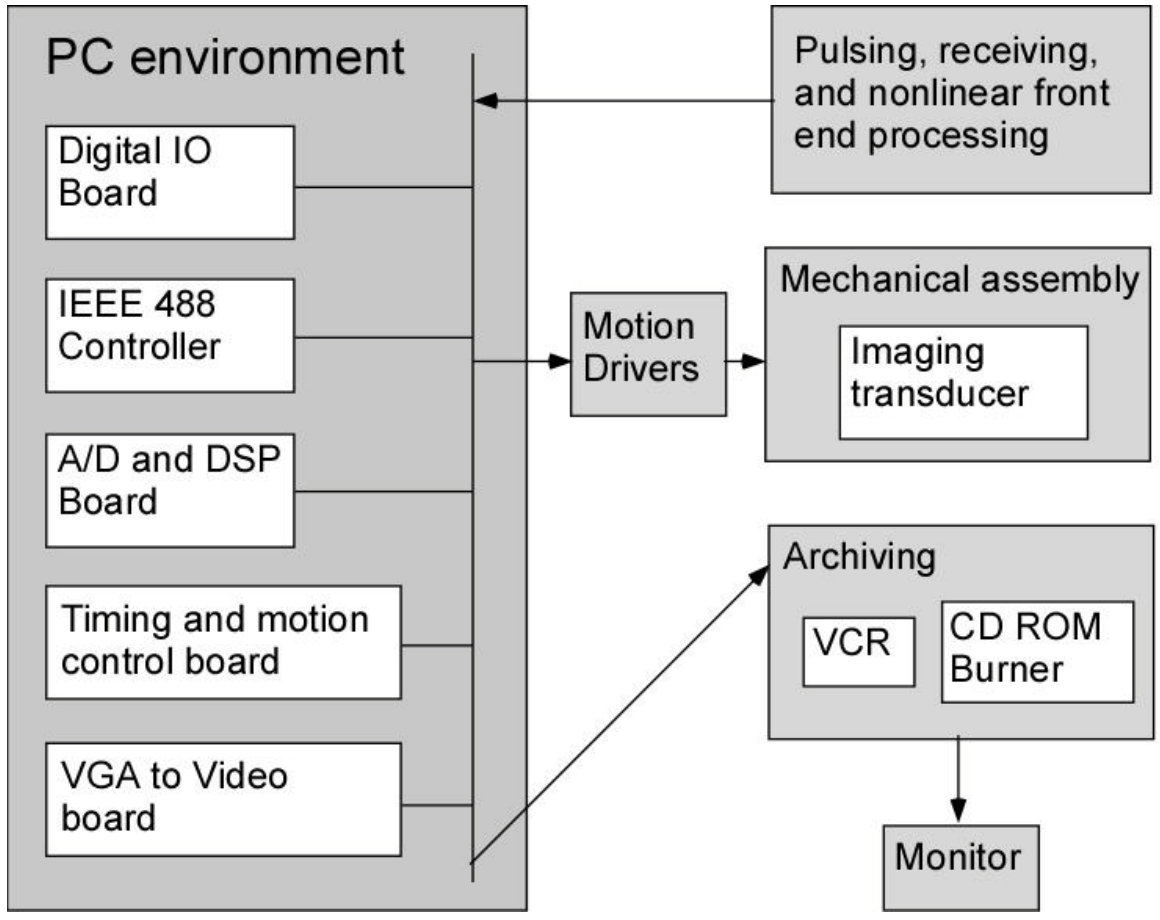 PC environment
Digital IO
Board
IEEE 488
Controller
A/D and DSP
Board
Timing and motion
control board
VGA to Video
board
Pulsing, receiving,
and nonlinear front
end processing
Motion
Drivers
Mechanical assembly
Imaging
transducer
Archiving
VCR
CD ROM
Burner
Monitor